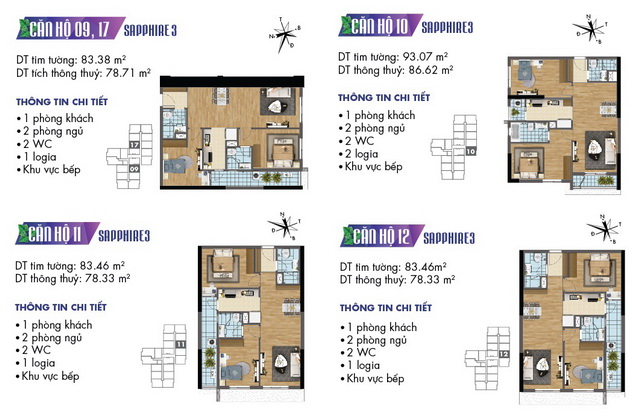 CĂN HỘ 09, 17 SAPPHIRE 3
DT tim tường: 83.38 m²
DT tích thông thuỷ: 78.71 m²
THÔNG TIN CHI TIẾT
• 1 phòng khách
• 2 phòng ngủ
• 2 WC
• 1 logia
• Khu vực bếp
17
09
N
T
Đ
B
CĂN HỘ 10 SAPPHIRE3
DT tim tường: 93.07 m²
DT thông thuỷ: 86.62 m²
THÔNG TIN CHI TIẾT
• 1 phòng khách
• 2 phòng ngủ
• 2 WC
• 2 logia
• Khu vực bếp
10
N
T
Đ
B
CĂN HỘ 11 SAPPHIRE3
DT tim tường: 83.46 m²
DT thông thuỷ: 78.33 m²
THÔNG TIN CHI TIẾT
• 1 phòng khách
• 2 phòng ngủ
• 2 WC
• 1 logia
• Khu vực bếp
11
N
T
Đ
B
CĂN HỘ 12 SAPPHIRE3
DT tim tường: 83.46m²
DT thông thuỷ: 78.33 m²
THÔNG TIN CHI TIẾT
• 1 phòng khách
• 2 phòng ngủ
• 2 WC
• 1 logia
• Khu vực bếp
12
N
T
Đ
B